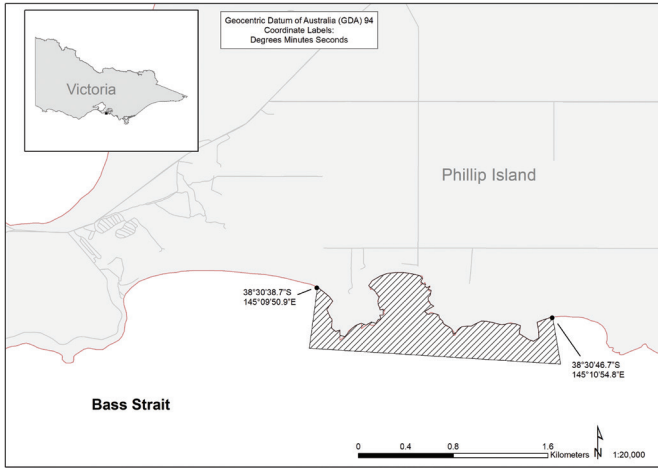 Geocentric Datum of Australia (GDA) 94
Coordinate Labels:
Degrees Minutes Seconds
Victoria
Phillip Island
38°30'38.7"S
145°09'50.9"E
38°30'46.7"S
145°10'54.8"E
Bass Strait
0 0.4 0.8 1.6
Kilometers
N
1:20,000